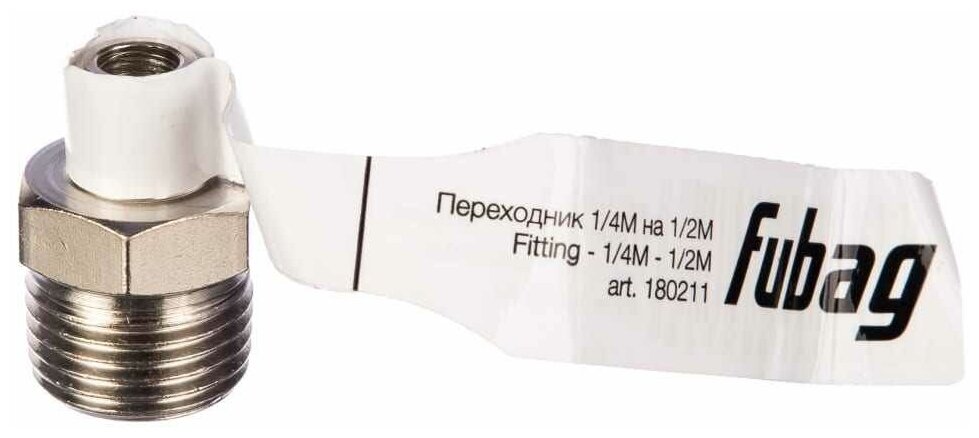 Переходник 1/4M на 1/2M
Fitting - 1/4M - 1/2M
art. 180211
fubag